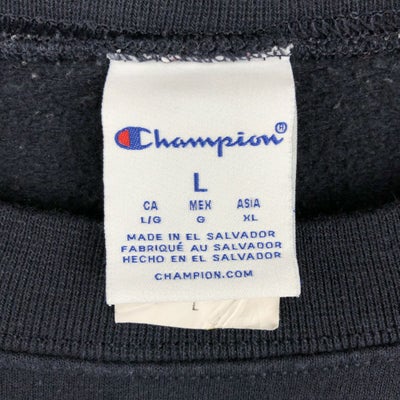 Champion®
L
CA MEX ASIA
L/G G XL
MADE IN EL SALVADOR
FABRIQUÉ AU SALVADOR
HECHO EN EL SALVADOR
CHAMPION.COM
L